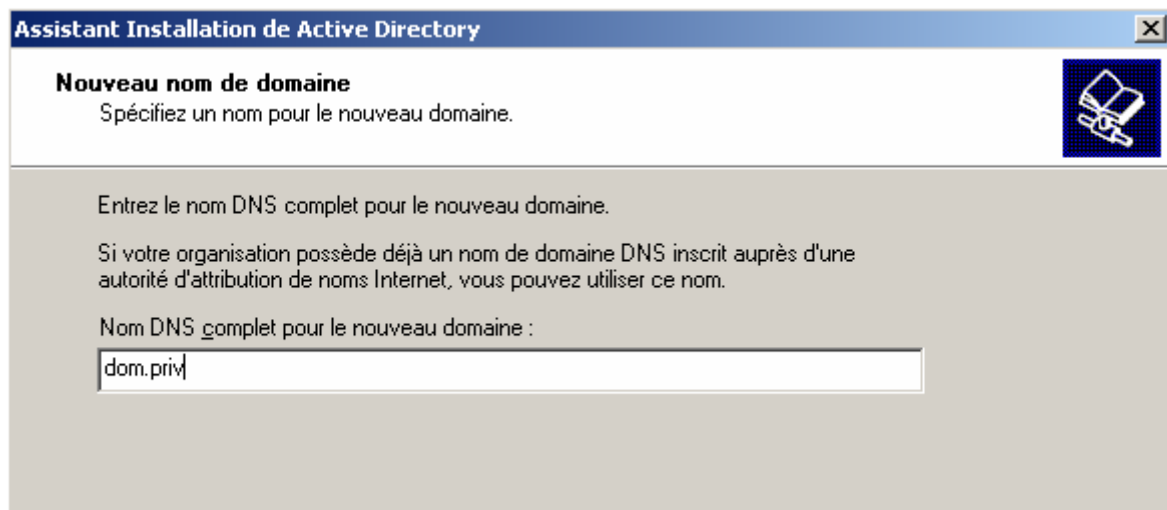 Assistant Installation de Active Directory
Nouveau nom de domaine
Spécifiez un nom pour le nouveau domaine.
Entrez le nom DNS complet pour le nouveau domaine.
Si votre organisation possède déjà un nom de domaine DNS inscrit auprès d'une
autorité d'attribution de noms Internet, vous pouvez utiliser ce nom.
Nom DNS complet pour le nouveau domaine :
dom.priv